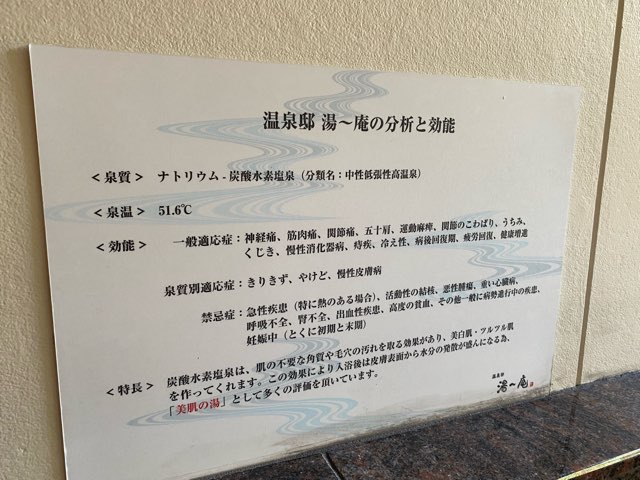 温泉邸 湯〜庵の分析と効能
＜泉質＞ ナトリウム - 炭酸水素塩泉（分類名：中性低張性高温泉）
＜泉温＞ 51.6℃
＜効能＞ 一般適応症：神経痛、筋肉痛、関節痛、五十肩、運動麻痺、関節のこわばり、うちみ、
くじき、慢性消化器病、痔疾、冷え性、病後回復期、疲労回復、健康増進
泉質別適応症：きりきず、やけど、慢性皮膚病
禁忌症：急性疾患（特に熱のある場合）、活動性の結核、悪性腫瘍、重い心臓病、
呼吸不全、腎不全、出血性疾患、高度の貧血、その他一般に病勢進行中の疾患、
妊娠中（とくに初期と末期）
＜特長＞ 炭酸水素塩泉は、肌の不要な角質や毛穴の汚れを取る効果があり、美白肌・ツルツル肌
を作ってくれます。この効果により入浴後は皮膚表面から水分の発散が盛んになる為、
「美肌の湯」として多くの評価を頂いています。
温泉邸
湯〜庵